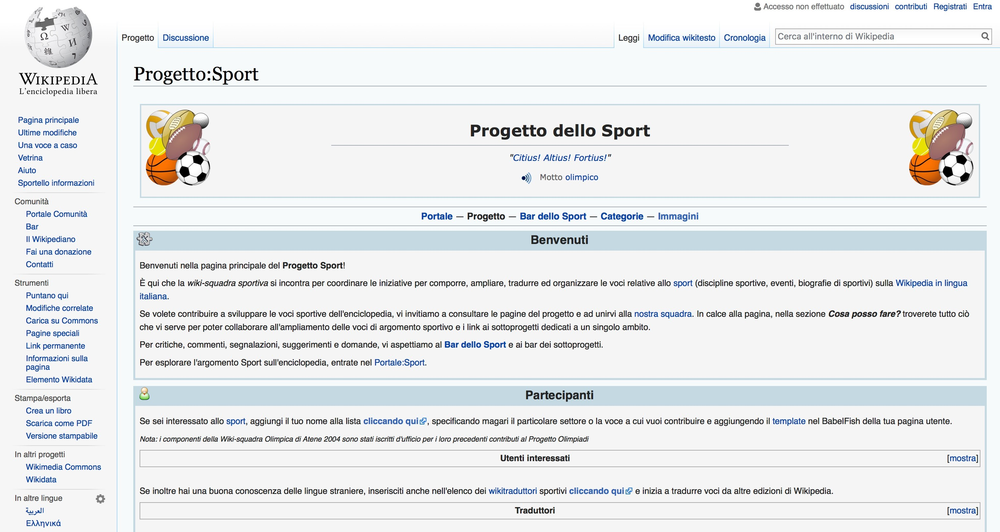 Accesso non effettuato discussioni contributi Registrati Entra
Progetto Discussione Leggi Modifica wikitesto Cronologia Cerca all'interno di Wikipedia
WIKIPEDIA
L'enciclopedia libera
Pagina principale
Ultime modifiche
Una voce a caso
Vetrina
Aiuto
Sportello informazioni
Comunità
Portale Comunità
Bar
Il Wikipediano
Fai una donazione
Contatti
Strumenti
Puntano qui
Modifiche correlate
Carica su Commons
Pagine speciali
Link permanente
Informazioni sulla
pagina
Elemento Wikidata
Stampa/esporta
Crea un libro
Scarica come PDF
Versione stampabile
In altri progetti
Wikimedia Commons
Wikidata
In altre lingue
العربية
Ελληνικά
Progetto:Sport
Progetto dello Sport
"Citius! Altius! Fortius!"
Motto olimpico
Portale — Progetto — Bar dello Sport — Categorie — Immagini
Benvenuti
Benvenuti nella pagina principale del Progetto Sport!
È qui che la wiki-squadra sportiva si incontra per coordinare le iniziative per comporre, ampliare, tradurre ed organizzare le voci relative allo sport (discipline sportive, eventi, biografie di sportivi) sulla Wikipedia in lingua
italiana.
Se volete contribuire a sviluppare le voci sportive dell'enciclopedia, vi invitiamo a consultare le pagine del progetto e ad unirvi alla nostra squadra. In calce alla pagina, nella sezione Cosa posso fare? troverete tutto ciò
che vi serve per poter collaborare all'ampliamento delle voci di argomento sportivo e i link ai sottoprogetti dedicati a un singolo ambito.
Per critiche, commenti, segnalazioni, suggerimenti e domande, vi aspettiamo al Bar dello Sport e ai bar dei sottoprogetti.
Per esplorare l'argomento Sport sull'enciclopedia, entrate nel Portale:Sport.
Partecipanti
Se sei interessato allo sport, aggiungi il tuo nome alla lista cliccando qui, specificando magari il particolare settore o la voce a cui vuoi contribuire e aggiungendo il template nel BabelFish della tua pagina utente.
Nota: i componenti della Wiki-squadra Olimpica di Atene 2004 sono stati iscritti d'ufficio per i loro precedenti contributi al Progetto Olimpiadi
Utenti interessati [mostra]
Se inoltre hai una buona conoscenza delle lingue straniere, inserisciti anche nell'elenco dei wikitraduttori sportivi cliccando qui e inizia a tradurre voci da altre edizioni di Wikipedia.
Traduttori [mostra]